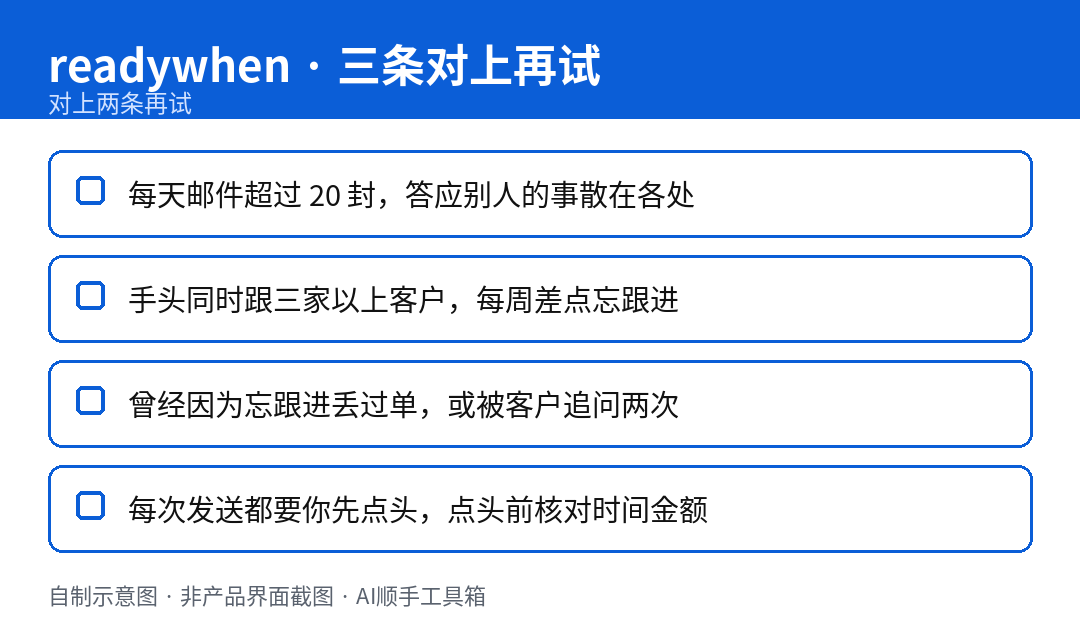 readywhen · 三条对上再试
对上两条再试
每天邮件超过 20 封，答应别人的事散在各处
手头同时跟三家以上客户，每周差点忘跟进
曾经因为忘跟进丢过单，或被客户追问两次
每次发送都要你先点头，点头前核对时间金额
自制示意图 · 非产品界面截图 · AI顺手工具箱